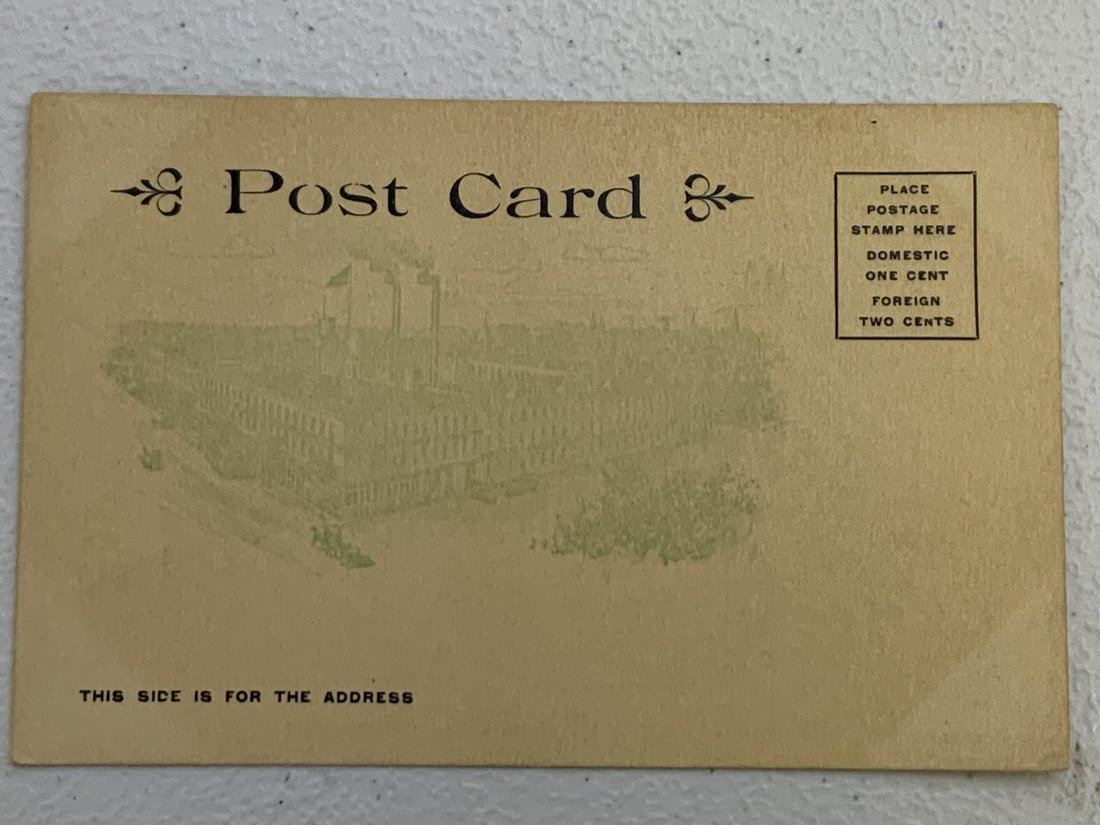 Post Card
PLACE
POSTAGE
STAMP HERE
DOMESTIC
ONE CENT
FOREIGN
TWO CENTS
THIS SIDE IS FOR THE ADDRESS